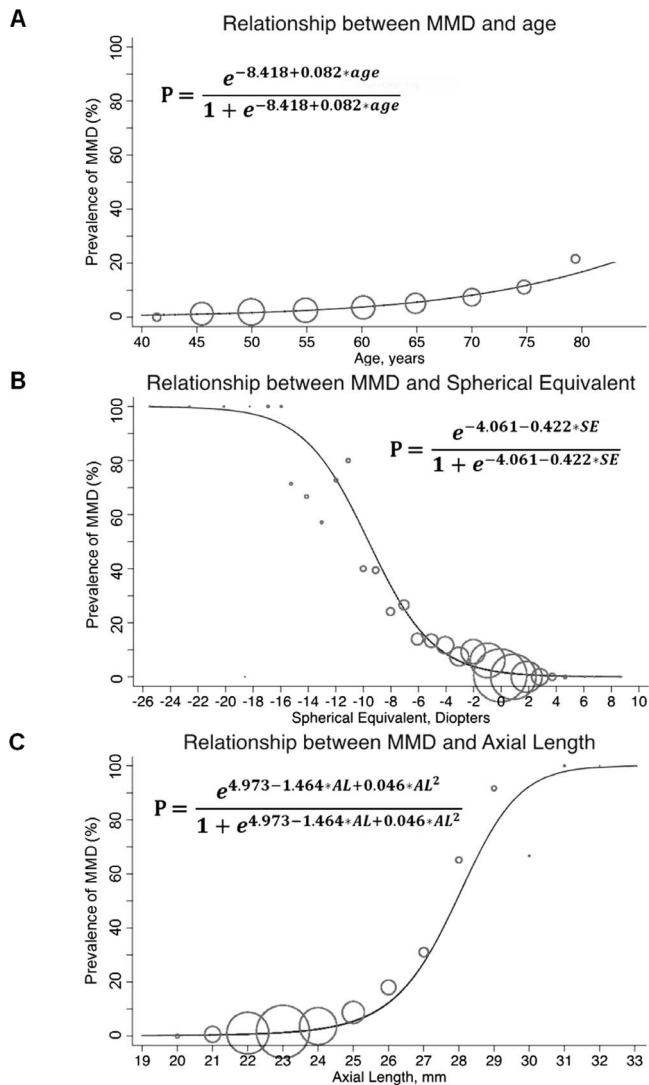 A
Relationship between MMD and age
P = e^{-8.418+0.082*age} / 1 + e^{-8.418+0.082*age}
Prevalence of MMD (%)
100
80
60
40
20
0
40 45 50 55 60 65 70 75 80
Age, years
B
Relationship between MMD and Spherical Equivalent
P = e^{-4.061-0.422*SE} / 1 + e^{-4.061-0.422*SE}
Prevalence of MMD (%)
100
80
60
40
20
0
-26 -24 -22 -20 -18 -16 -14 -12 -10 -8 -6 -4 -2 0 2 4 6 8 10
Spherical Equivalent, Diopters
C
Relationship between MMD and Axial Length
P = e^{4.973-1.464*AL+0.046*AL^2} / 1 + e^{4.973-1.464*AL+0.046*AL^2}
Prevalence of MMD (%)
100
80
60
40
20
0
19 20 21 22 23 24 25 26 27 28 29 30 31 32 33
Axial Length, mm